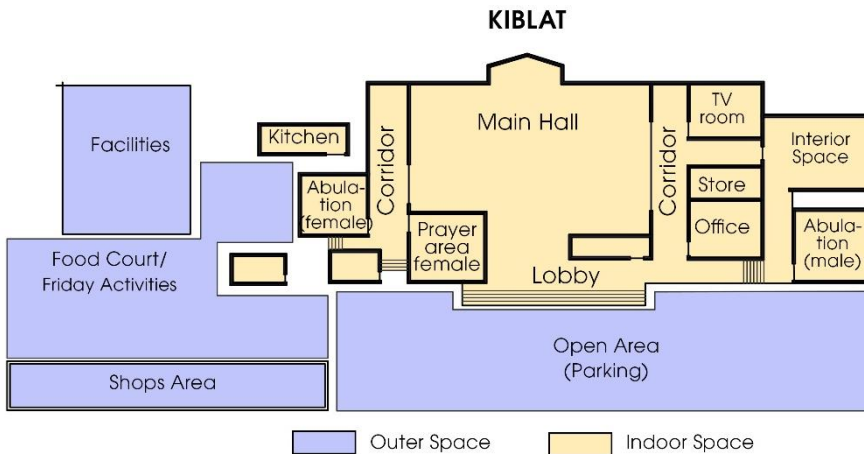 KIBLAT
Facilities
Kitchen
Corridor
Main Hall
Corridor
TV
room
Interior
Space
Abula-
tion
(female)
Store
Prayer
area
female
Office
Abula-
tion
(male)
Food Court/
Friday Activities
Lobby
Shops Area
Open Area
(Parking)
Outer Space
Indoor Space